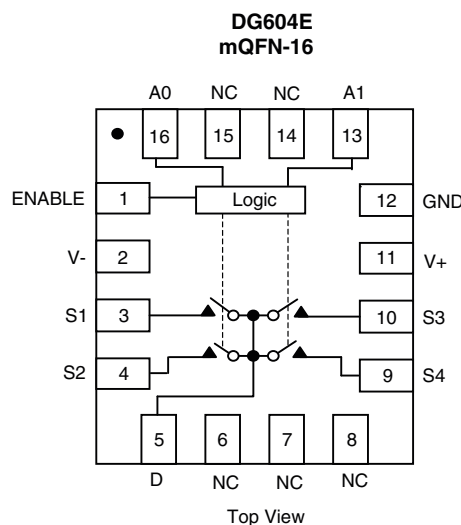 DG604E
mQFN-16
A0 NC NC A1
16 15 14 13
ENABLE 1 Logic 12 GND
V- 2 11 V+
S1 3 10 S3
S2 4 9 S4
5 6 7 8
D NC NC NC
Top View